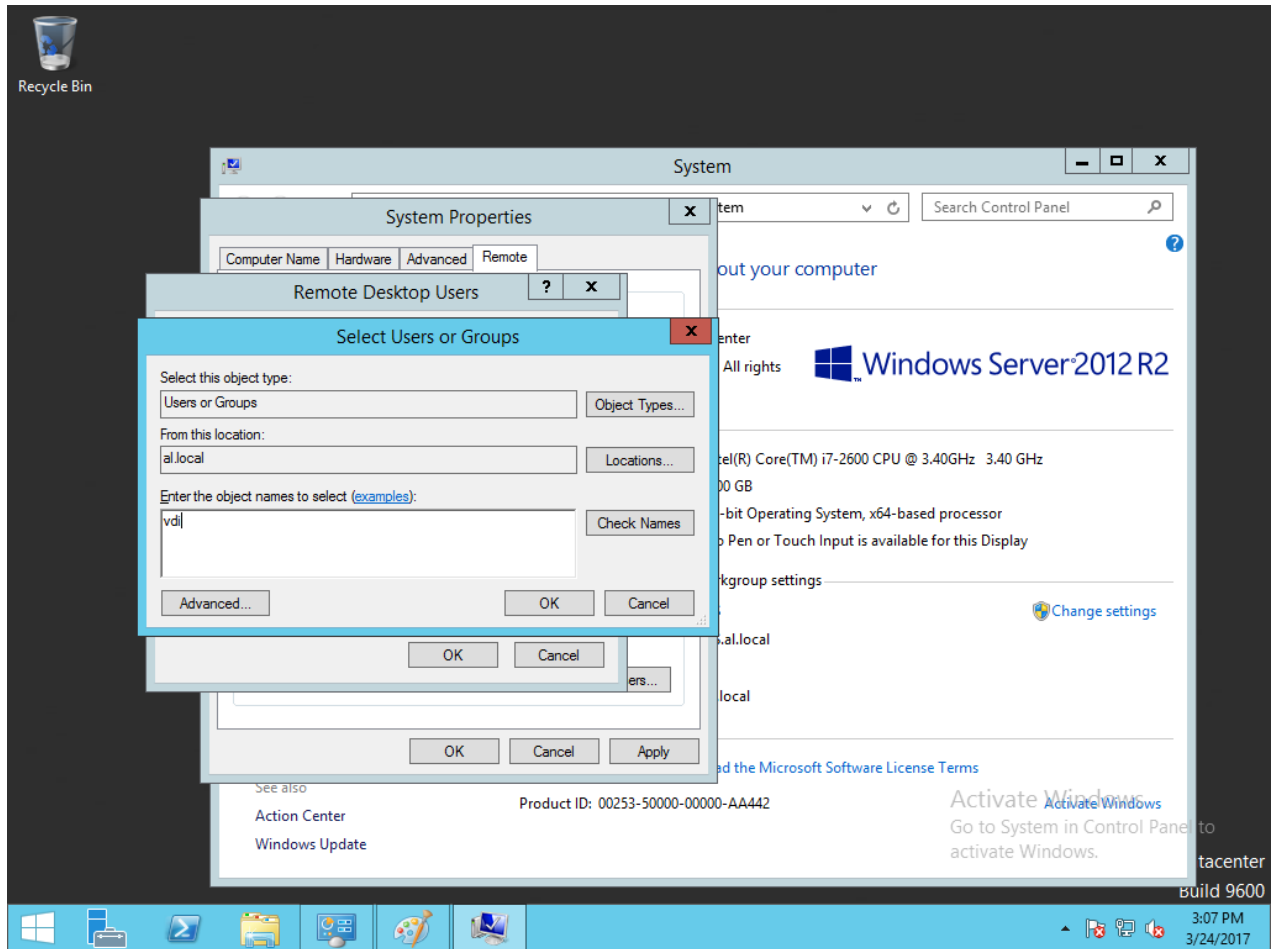 Recycle Bin
System
tem
Search Control Panel
System Properties
Computer Name
Hardware
Advanced
Remote
out your computer
Remote Desktop Users
?
Select Users or Groups
enter
All rights
Windows Server 2012 R2
Select this object type:
Users or Groups
Object Types...
From this location:
al.local
Locations...
tel(R) Core(TM) i7-2600 CPU @ 3.40GHz 3.40 GHz
00 GB
Enter the object names to select (examples):
-bit Operating System, x64-based processor
vdi
Check Names
Pen or Touch Input is available for this Display
kgroup settings
Advanced...
OK
Cancel
Change settings
.al.local
OK
Cancel
ers...
.local
OK
Cancel
Apply
ad the Microsoft Software License Terms
See also
Action Center
Windows Update
Product ID: 00253-50000-00000-AA442
Activate Windows
Activate Windows
Go to System in Control Panel to
activate Windows.
tacenter
Build 9600
3:07 PM
3/24/2017